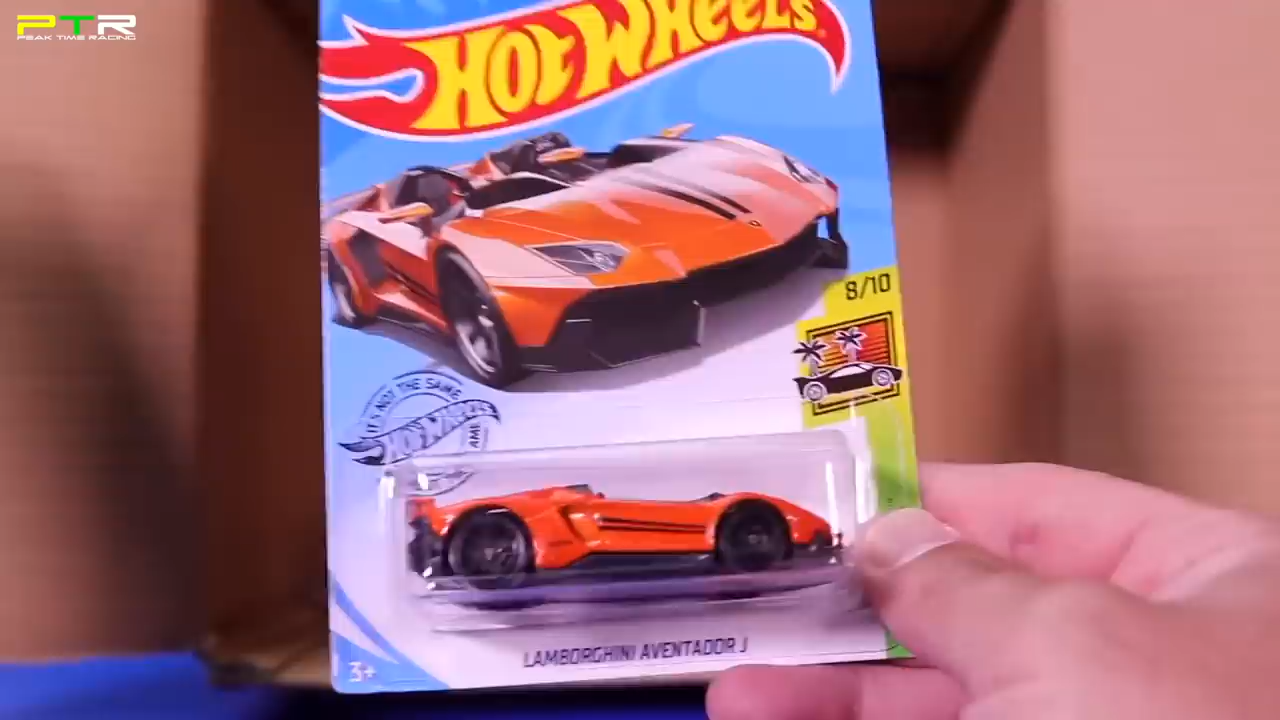 PTR
PEAK TIME RACING
HOT WHEELS
8/10
IT'S NOT THE SAME
HOT WHEELS
LAMBORGHINI AVENTADOR J
3+